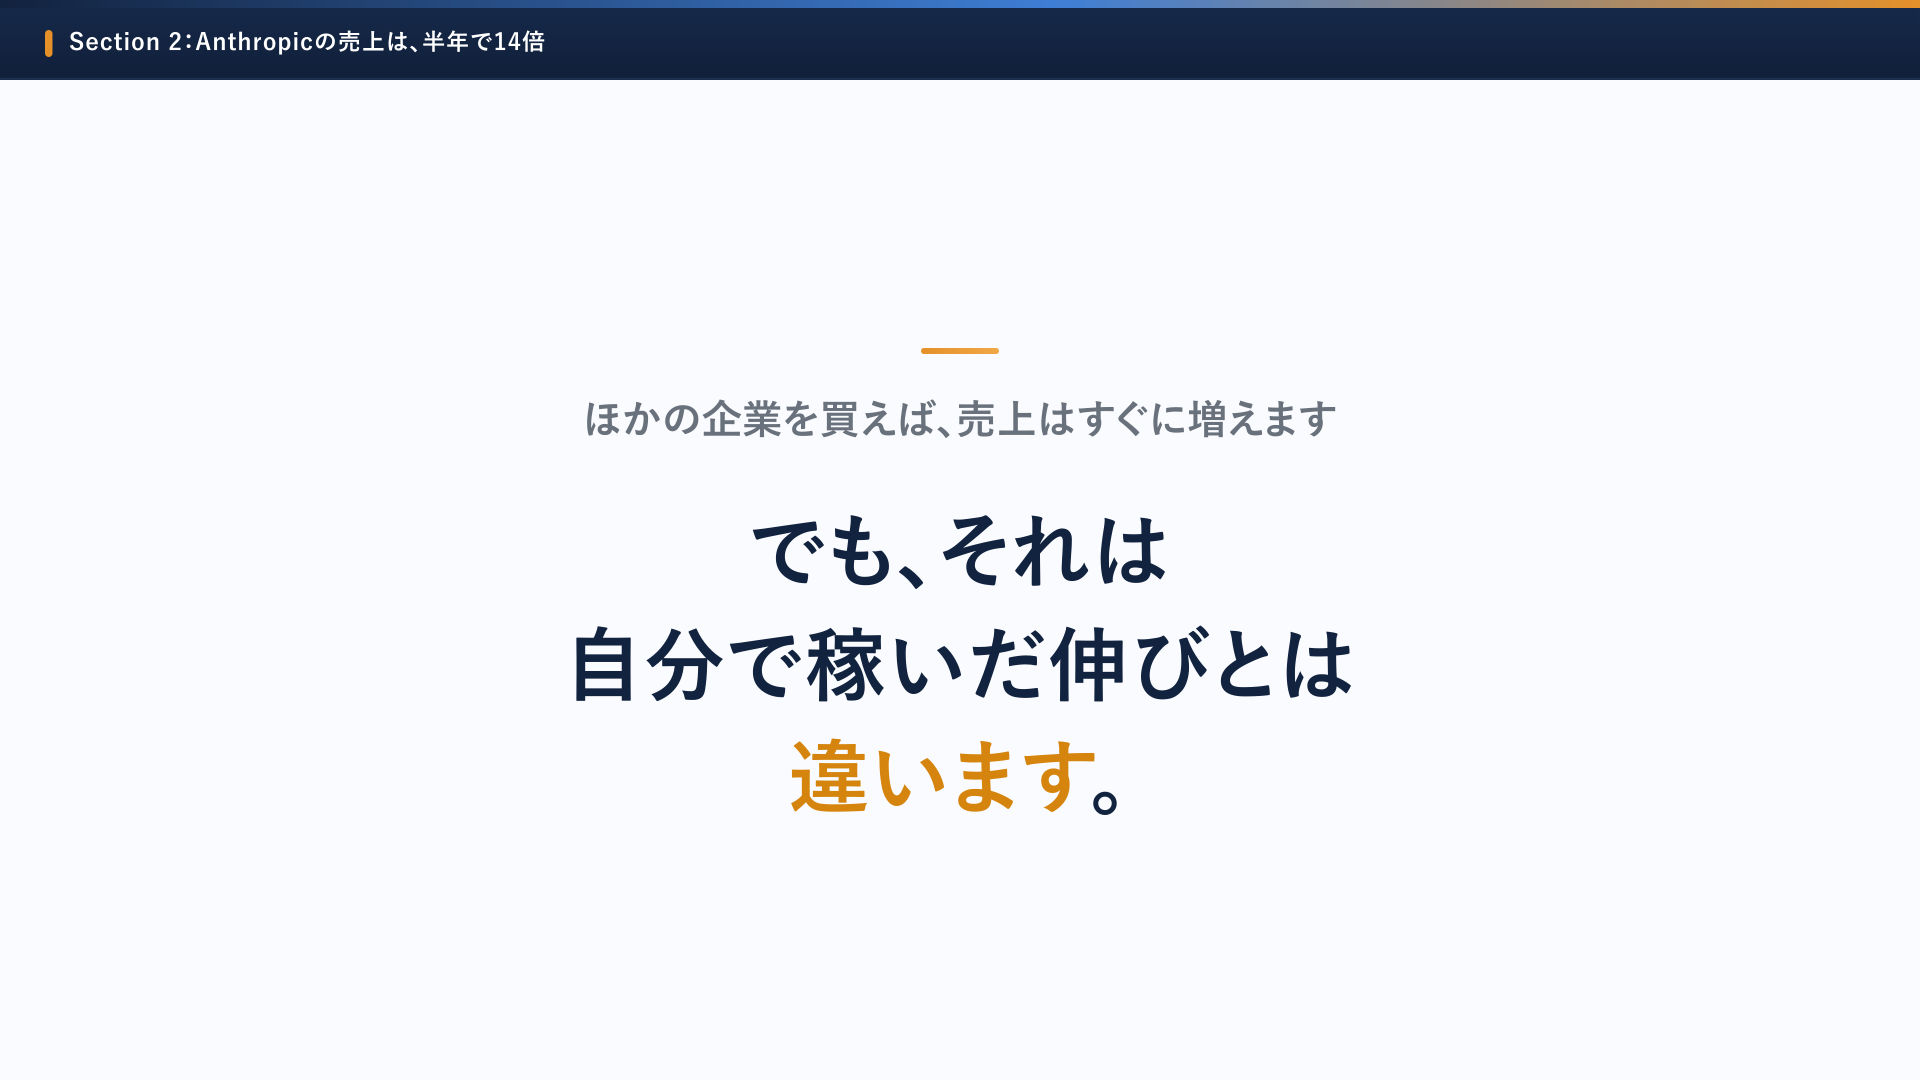 Section 2：Anthropicの売上は、半年で14倍
ほかの企業を買えば、売上はすぐに増えます
でも、それは
自分で稼いだ伸びとは
違います。